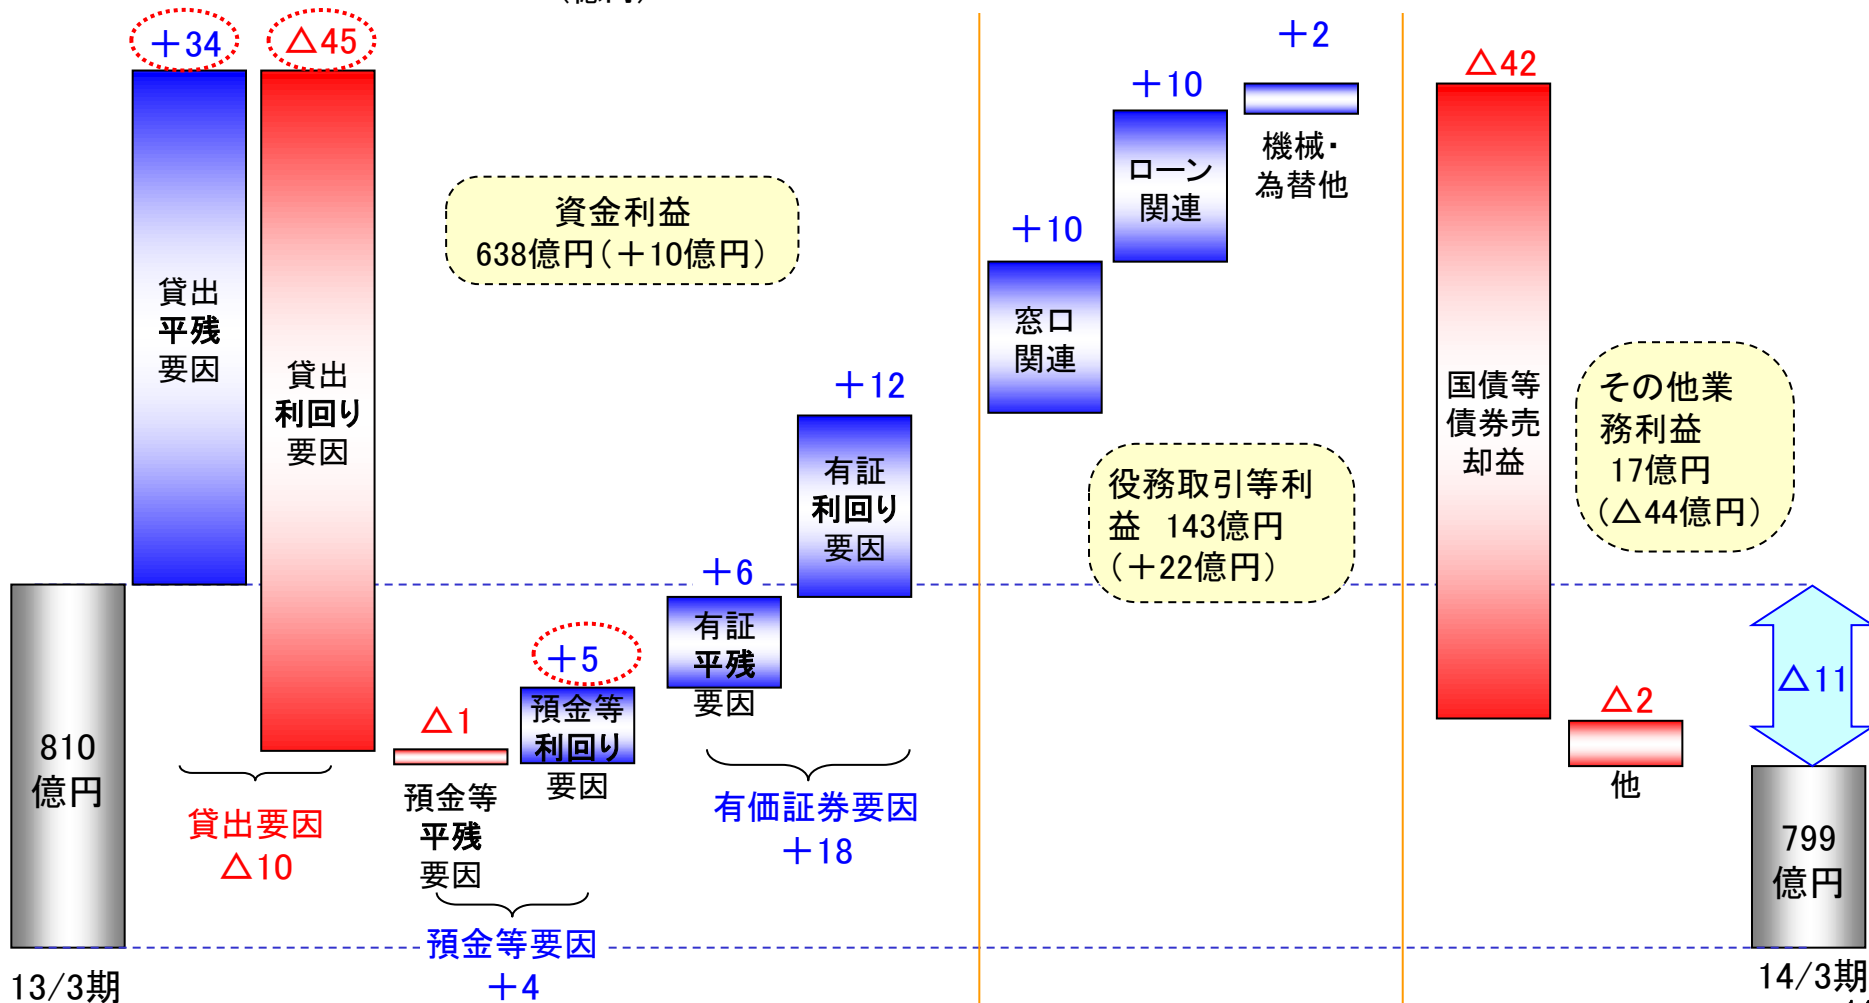 ＋34
△45
貸出
平残
要因
貸出
利回り
要因
資金利益
638億円（＋10億円）
＋2
＋10
機械・
為替他
ローン
関連
＋10
窓口
関連
△42
国債等
債券売
却益
その他業
務利益
17億円
（△44億円）
役務取引等利
益 143億円
（＋22億円）
＋12
有証
利回り
要因
＋6
有証
平残
要因
＋5
預金等
利回り
要因
△1
預金等
平残
要因
△2
他
△11
810
億円
799
億円
貸出要因
△10
有価証券要因
＋18
預金等要因
＋4
13/3期
14/3期